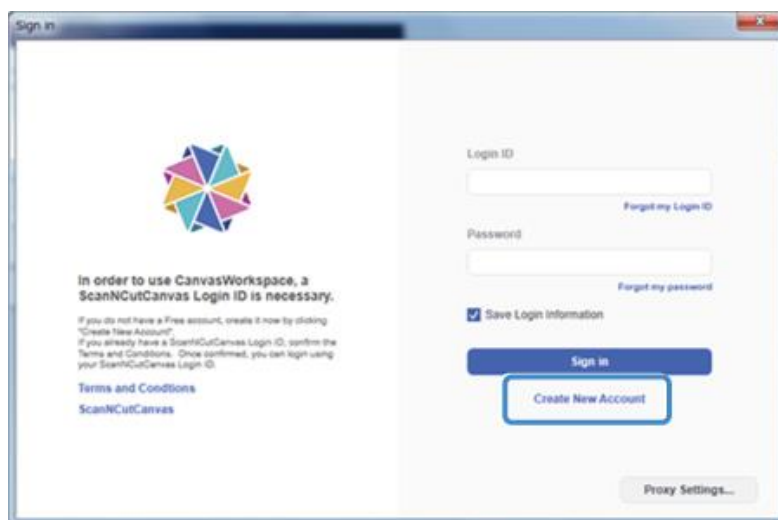 Sign in
In order to use CanvasWorkspace, a
ScanNCutCanvas Login ID is necessary.
If you do not have a Free account, create it now by clicking
"Create New Account".
If you already have a ScanNCutCanvas Login ID, confirm the
Terms and Conditions. Once confirmed, you can login using
your ScanNCutCanvas Login ID.
Terms and Condtions
ScanNCutCanvas
Login ID
Forgot my Login ID
Password
Forgot my password
Save Login Information
Sign in
Create New Account
Proxy Settings...